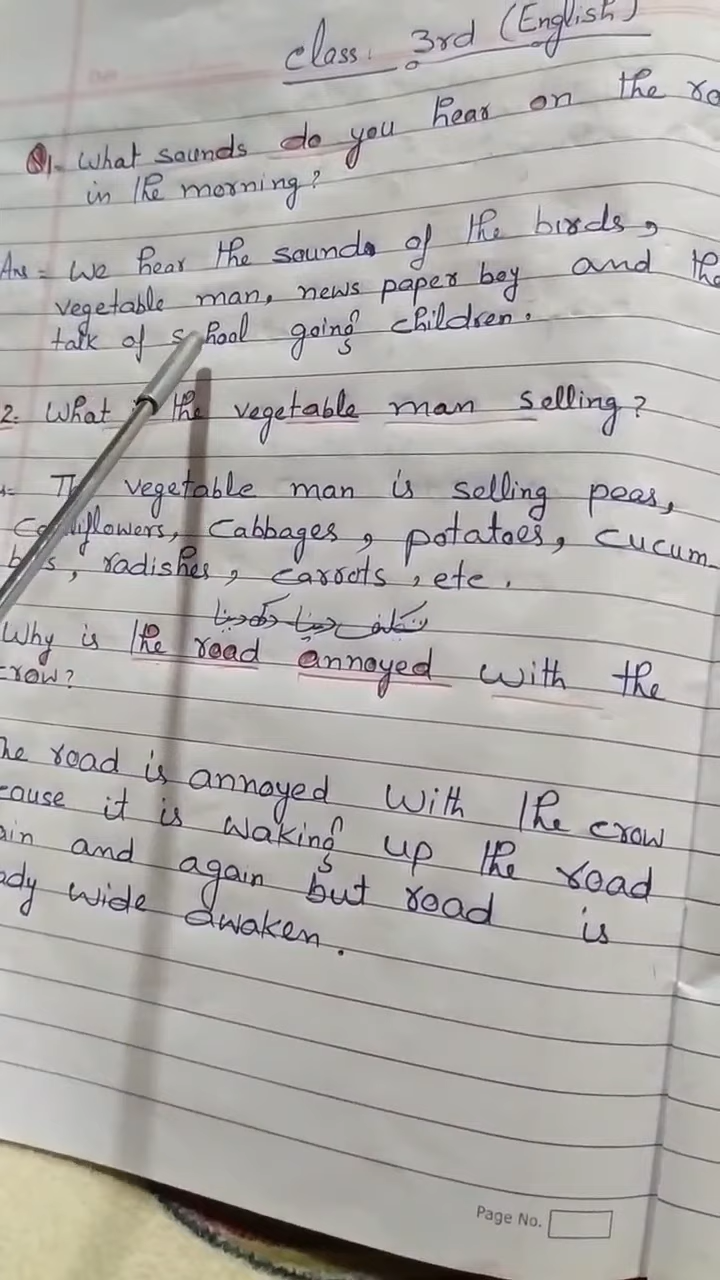 Class: 3rd (English)
Q1- What sounds do you hear on the ro
in the morning?
Ans = We hear the sounds of the birds,
vegetable man, news paper boy and the
talk of school going children.
2. What the vegetable man selling?
vegetable man is selling peas,
Cauliflowers, Cabbages, potatoes, cucum-
radishes, carrots, etc.
Why is the road annoyed with the
crow?
he road is annoyed with the crow
cause it is waking up the road
ain and again but road is
ady wide awaken.
Page No.